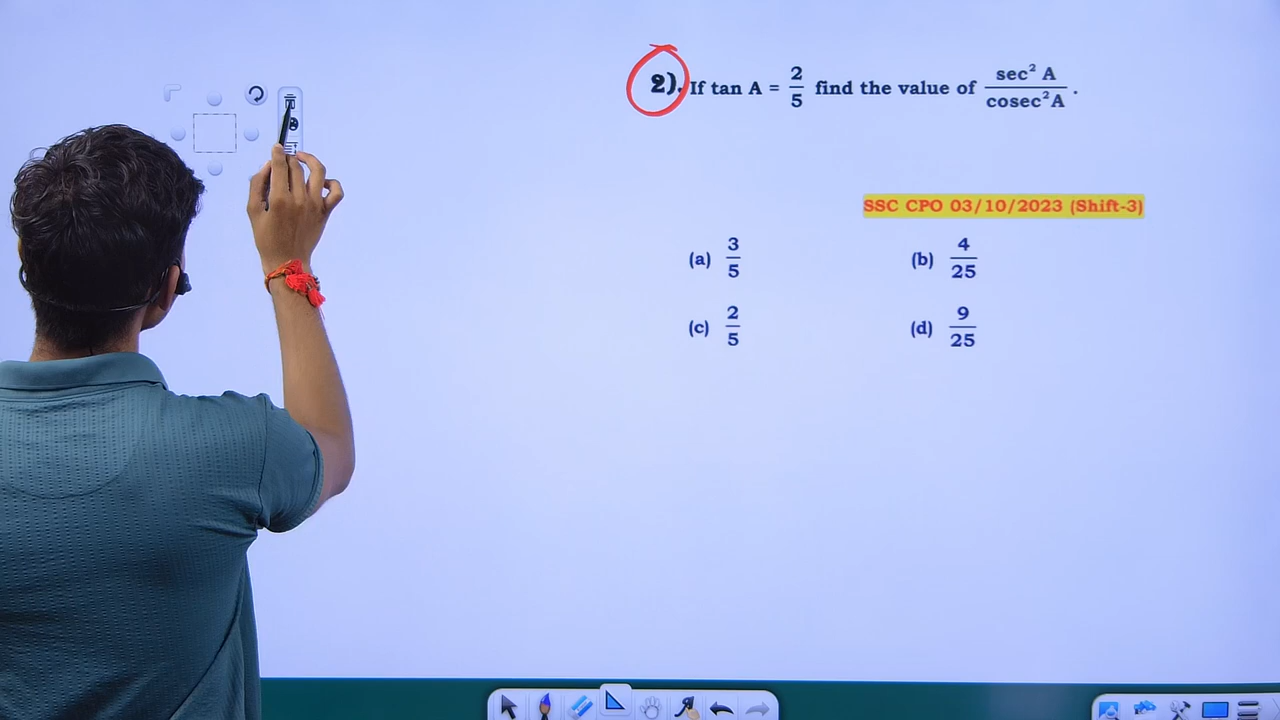 2). If tan A = 2/5 find the value of sec² A / cosec²A .
SSC CPO 03/10/2023 (Shift-3)
(a) 3/5 (b) 4/25
(c) 2/5 (d) 9/25